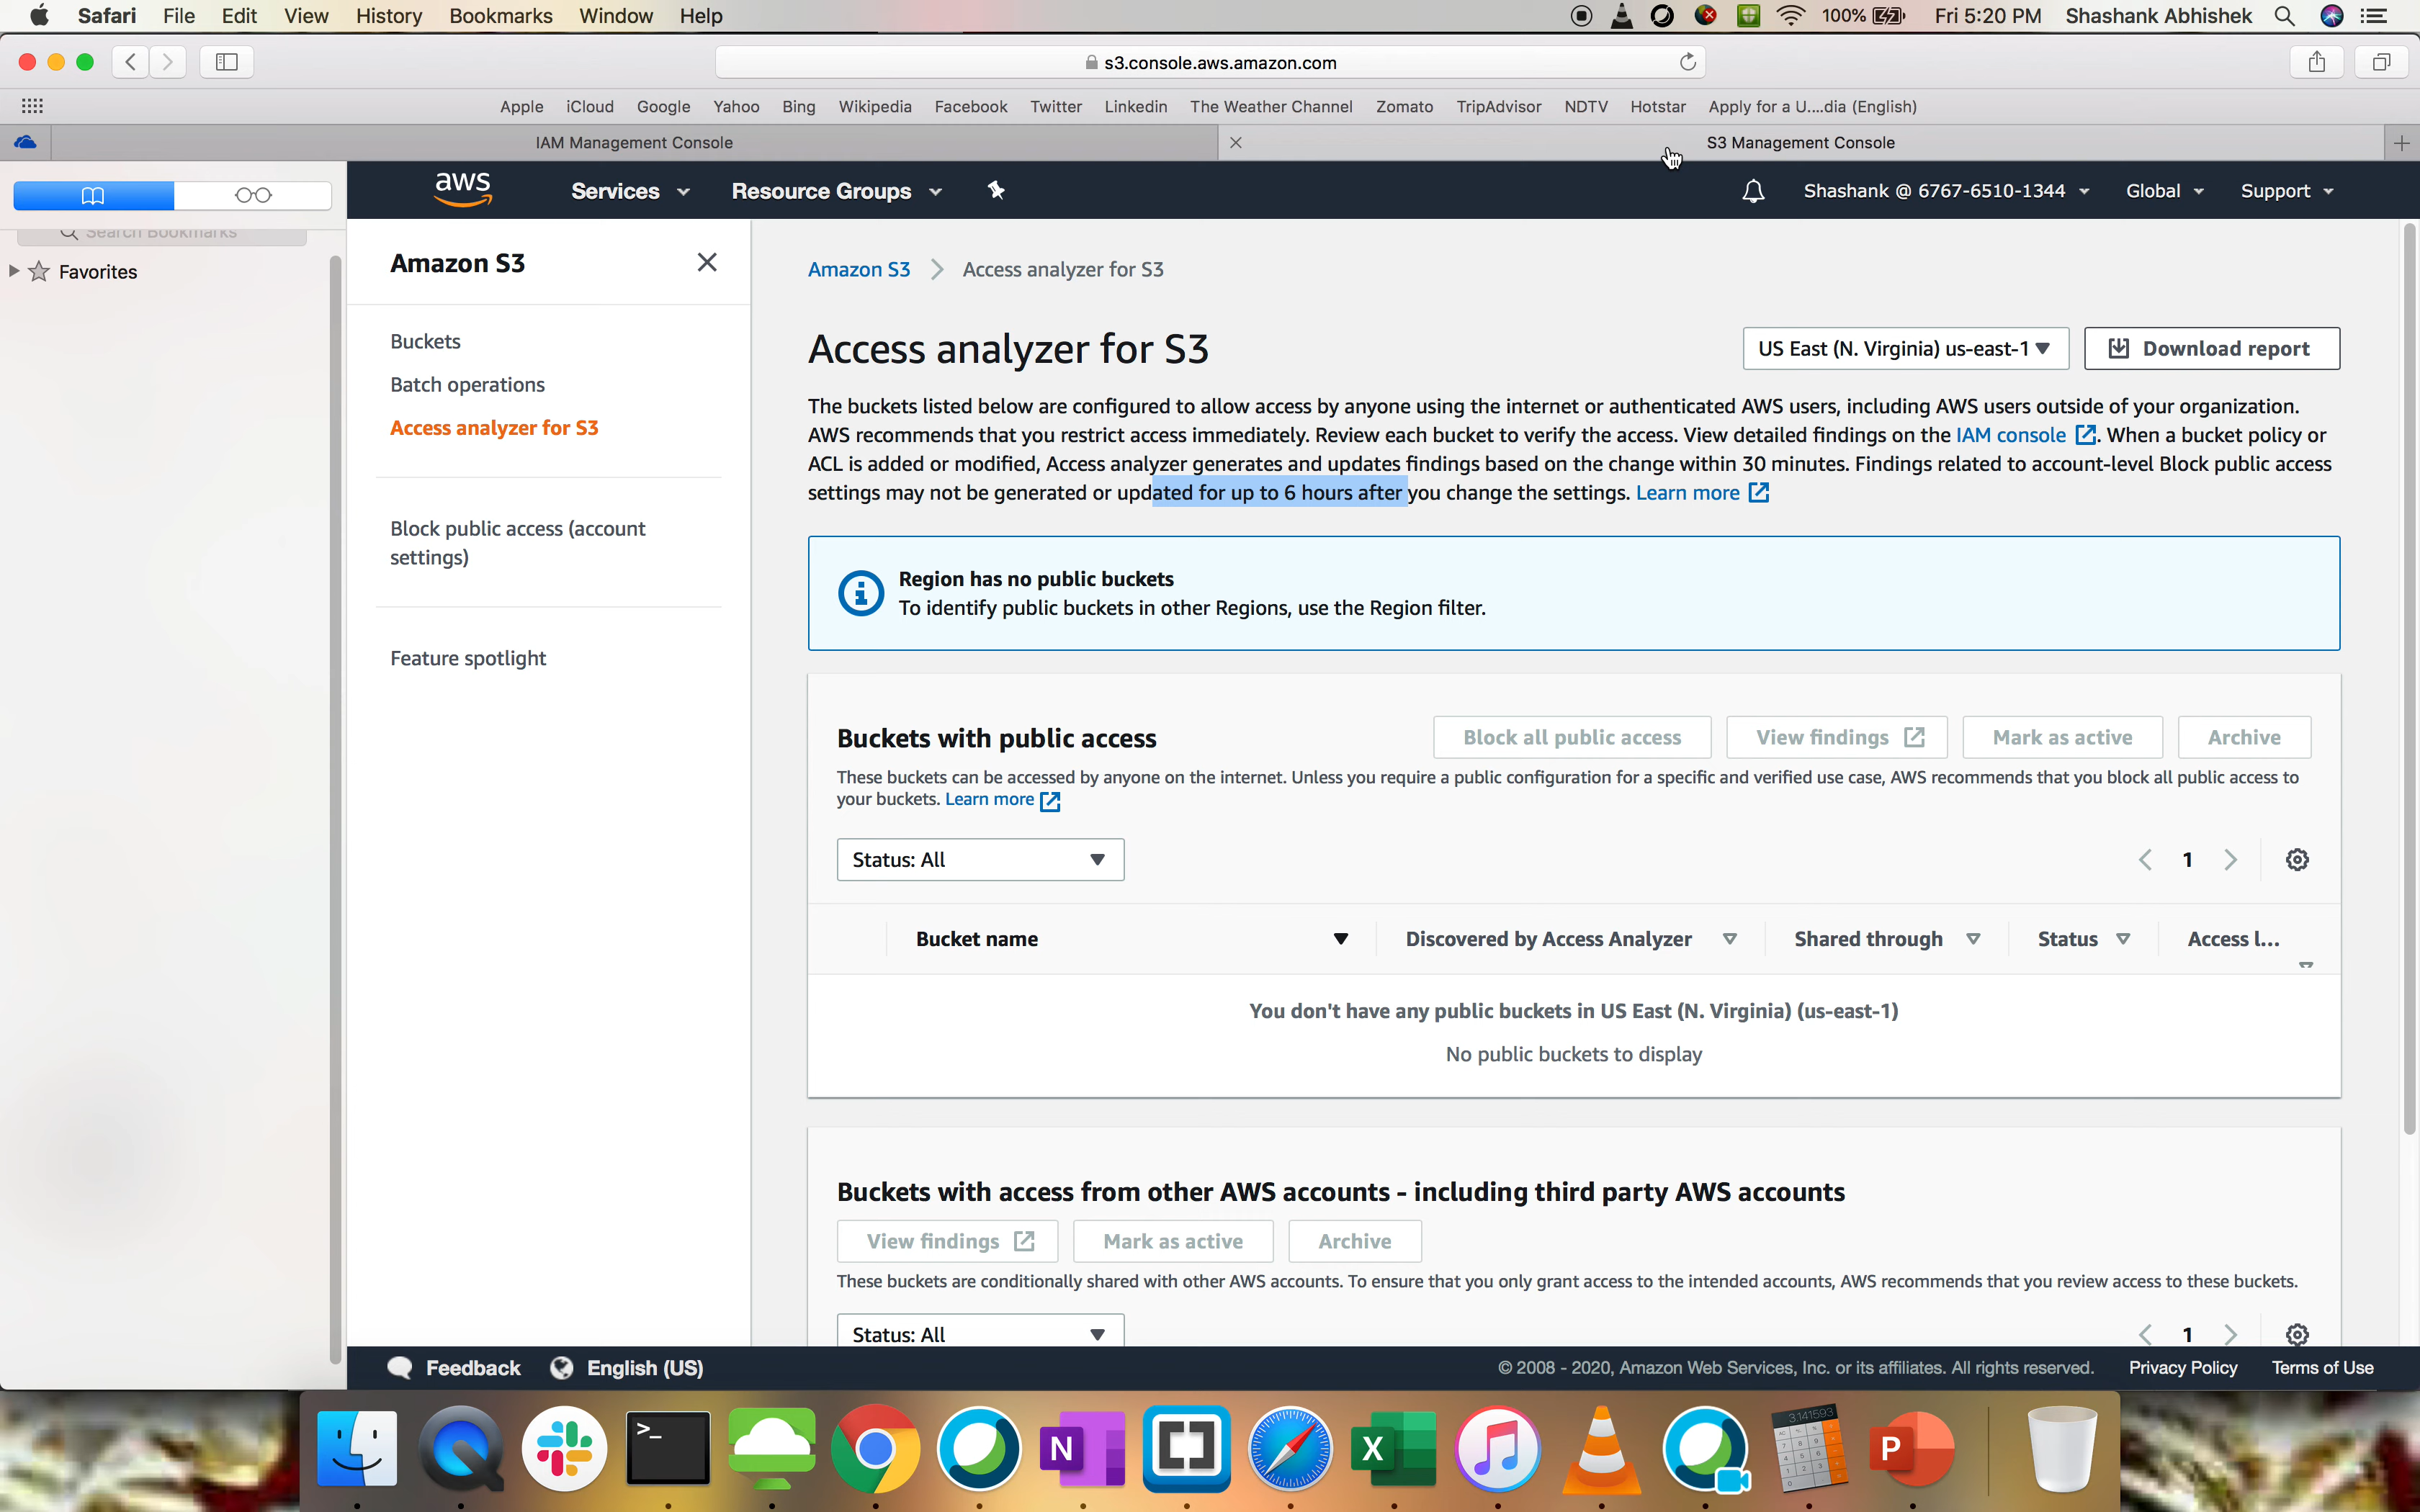 Safari File Edit View History Bookmarks Window Help 100% Fri 5:20 PM Shashank Abhishek
s3.console.aws.amazon.com
Apple iCloud Google Yahoo Bing Wikipedia Facebook Twitter Linkedin The Weather Channel Zomato TripAdvisor NDTV Hotstar Apply for a U....dia (English)
IAM Management Console S3 Management Console
aws Services Resource Groups Shashank @ 6767-6510-1344 Global Support
Search Bookmarks
Favorites
Amazon S3
Buckets
Batch operations
Access analyzer for S3
Block public access (account
settings)
Feature spotlight
Amazon S3 > Access analyzer for S3
Access analyzer for S3 US East (N. Virginia) us-east-1 Download report
The buckets listed below are configured to allow access by anyone using the internet or authenticated AWS users, including AWS users outside of your organization.
AWS recommends that you restrict access immediately. Review each bucket to verify the access. View detailed findings on the IAM console. When a bucket policy or
ACL is added or modified, Access analyzer generates and updates findings based on the change within 30 minutes. Findings related to account-level Block public access
settings may not be generated or updated for up to 6 hours after you change the settings. Learn more
Region has no public buckets
To identify public buckets in other Regions, use the Region filter.
Buckets with public access Block all public access View findings Mark as active Archive
These buckets can be accessed by anyone on the internet. Unless you require a public configuration for a specific and verified use case, AWS recommends that you block all public access to
your buckets. Learn more
Status: All 1
Bucket name Discovered by Access Analyzer Shared through Status Access l...
You don't have any public buckets in US East (N. Virginia) (us-east-1)
No public buckets to display
Buckets with access from other AWS accounts - including third party AWS accounts
View findings Mark as active Archive
These buckets are conditionally shared with other AWS accounts. To ensure that you only grant access to the intended accounts, AWS recommends that you review access to these buckets.
Status: All 1
Feedback English (US) © 2008 - 2020, Amazon Web Services, Inc. or its affiliates. All rights reserved. Privacy Policy Terms of Use
>_ N X 3.141593 P